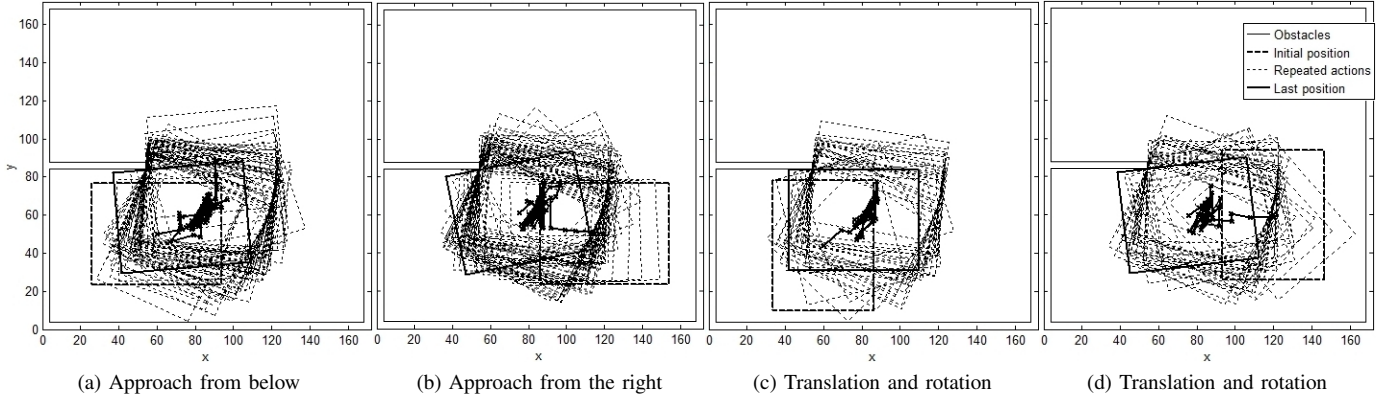 160
140
120
100
80
60
40
20
0
y
0 20 40 60 80 100 120 140 160
x
0 20 40 60 80 100 120 140 160
x
0 20 40 60 80 100 120 140 160
x
0 20 40 60 80 100 120 140 160
x
Obstacles
Initial position
Repeated actions
Last position
(a) Approach from below
(b) Approach from the right
(c) Translation and rotation
(d) Translation and rotation